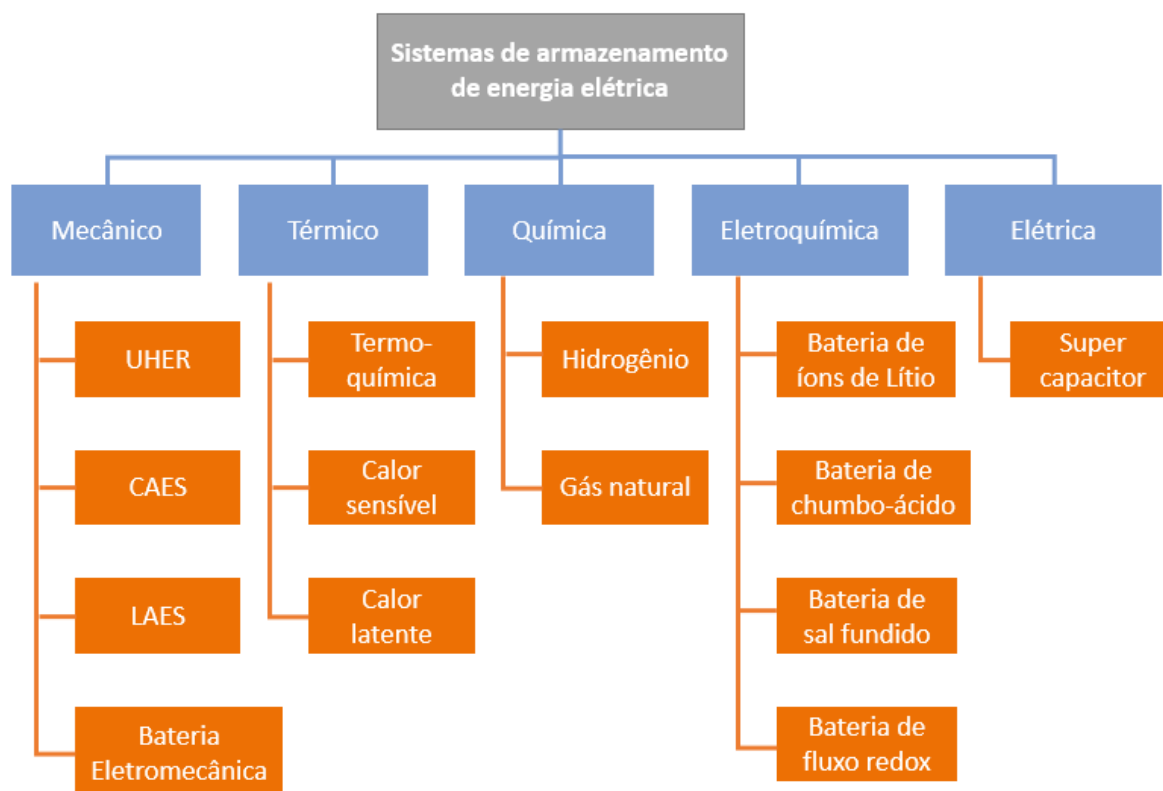 Sistemas de armazenamento
de energia elétrica
Mecânico
Térmico
Química
Eletroquímica
Elétrica
UHER
CAES
LAES
Bateria
Eletromecânica
Termo-
química
Calor
sensível
Calor
latente
Hidrogênio
Gás natural
Bateria de
íons de Lítio
Bateria de
chumbo-ácido
Bateria de
sal fundido
Bateria de
fluxo redox
Super
capacitor